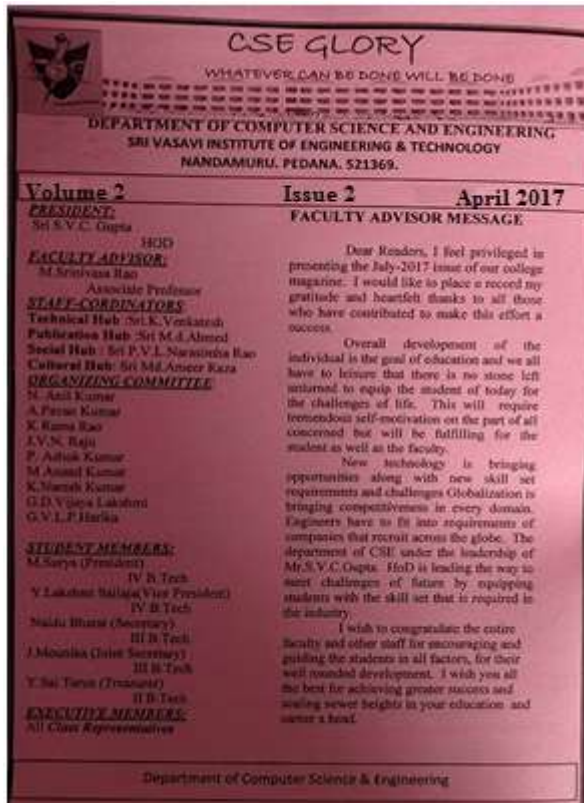 CSE GLORY
WHATEVER CAN BE DONE WILL BE DONE
DEPARTMENT OF COMPUTER SCIENCE AND ENGINEERING
SRI VASAVI INSTITUTE OF ENGINEERING & TECHNOLOGY
NANDAMURU. PEDANA. 521369.
Volume 2 Issue 2 April 2017
PRESIDENT:
Sri S.V.C. Gupta
HOD
FACULTY ADVISOR:
M.Srinivasa Rao
Associate Professor
STAFF-CORDINATORS
Technical Hub :Sri.K.Venkatesh
Publication Hub :Sri M.d.Ahmed
Social Hub : Sri P.V.L.Narasimha Rao
Cultural Hub: Sri Md.Ameer Raza
ORGANIZING COMMITTEE
N. Anil Kumar
A.Pavan Kumar
K.Rama Rao
J.V.N. Raju
P. Ashok Kumar
M.Anand Kumar
K.Naresh Kumar
G.D.Vijaya Lakshmi
G.V.L.P.Harika
STUDENT MEMBERS:
M.Surya (President)
IV B.Tech
Y.Lakshmi Sailaja(Vice President)
IV B.Tech
Naidu Bharat (Secretary)
III B.Tech
J.Mounika (Joint Secretary)
III B.Tech
Y.Sai Tarun (Treasurer)
II B.Tech
EXECUTIVE MEMBERS:
All Class Representatives
FACULTY ADVISOR MESSAGE
Dear Readers, I feel privileged in
presenting the July-2017 issue of our college
magazine. I would like to place e record my
gratitude and heartfelt thanks to all those
who have contributed to make this effort a
success.
Overall development of the
individual is the goal of education and we all
have to leisure that there is no stone left
unturned to equip the student of today for
the challenges of life. This will require
tremendous self-motivation on the part of all
concerned but will be fulfilling for the
student as well as the faculty.
New technology is bringing
opportunities along with new skill set
requirements and challenges Globalization is
bringing competitiveness in every domain.
Engineers have to fit into requirements of
companies that recruit across the globe. The
department of CSE under the leadership of
Mr.S.V.C.Gupta. HoD is leading the way to
meet challenges of future by equipping
students with the skill set that is required in
the industry.
I wish to congratulate the entire
faculty and other staff for encouraging and
guiding the students in all factors, for their
well rounded development. I wish you all
the best for achieving greater success and
scaling newer heights in your education and
career a head.
Department of Computer Science & Engineering